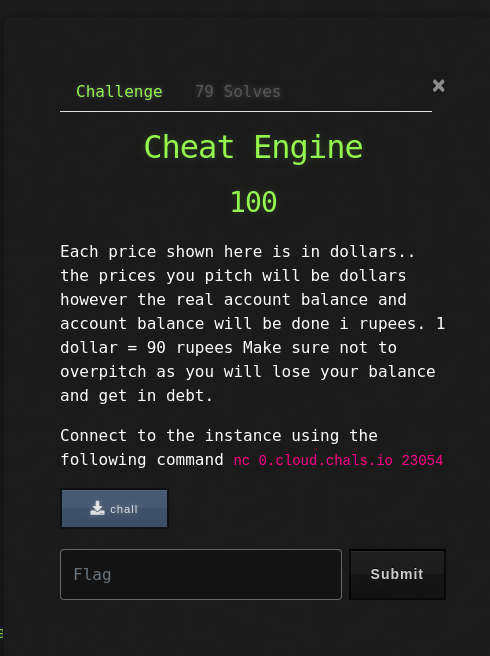 Challenge 79 Solves ×
Cheat Engine
100
Each price shown here is in dollars..
the prices you pitch will be dollars
however the real account balance and
account balance will be done i rupees. 1
dollar = 90 rupees Make sure not to
overpitch as you will lose your balance
and get in debt.
Connect to the instance using the
following command nc 0.cloud.chals.io 23054
chall
Flag Submit